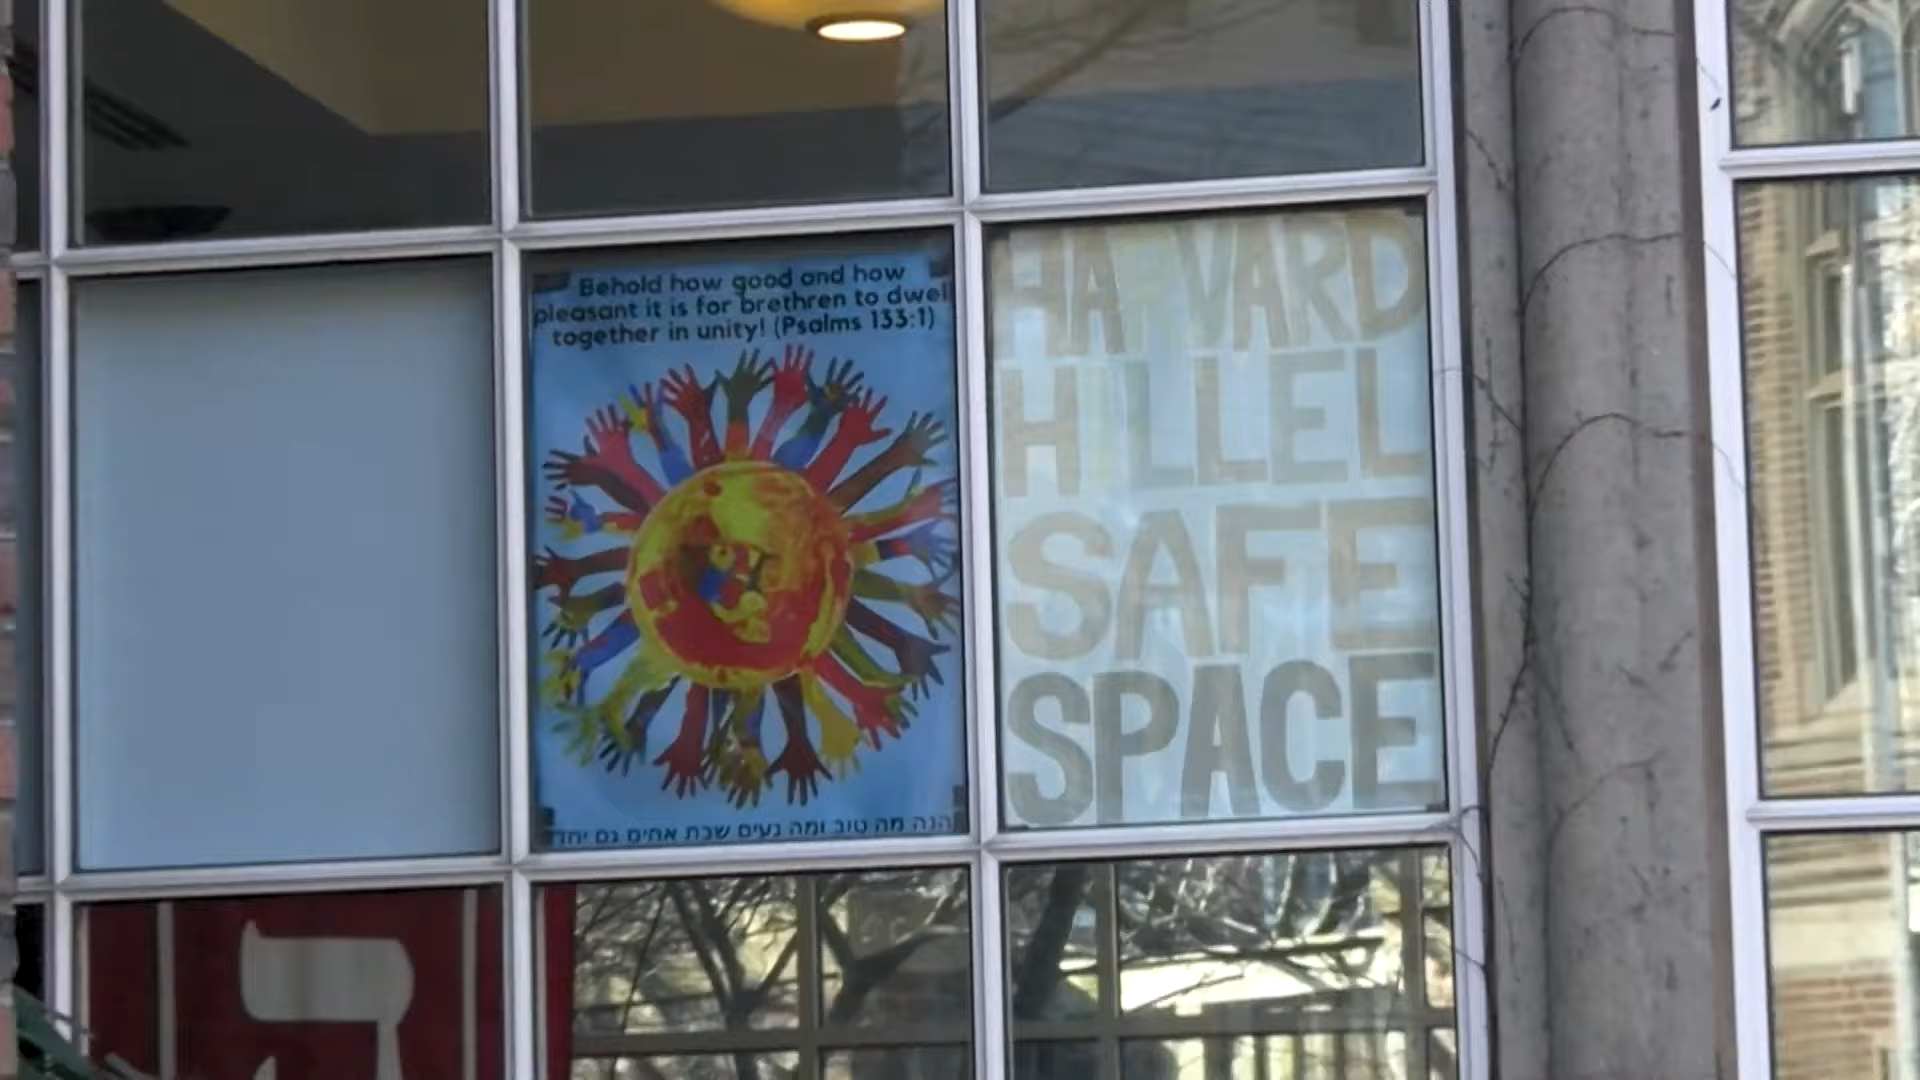 Behold how good and how
pleasant it is for brethren to dwell
together in unity! (Psalms 133:1)
הנה מה טוב ומה נעים שבת אחים גם יחד
HARVARD
HILLEL
SAFE
SPACE
ה